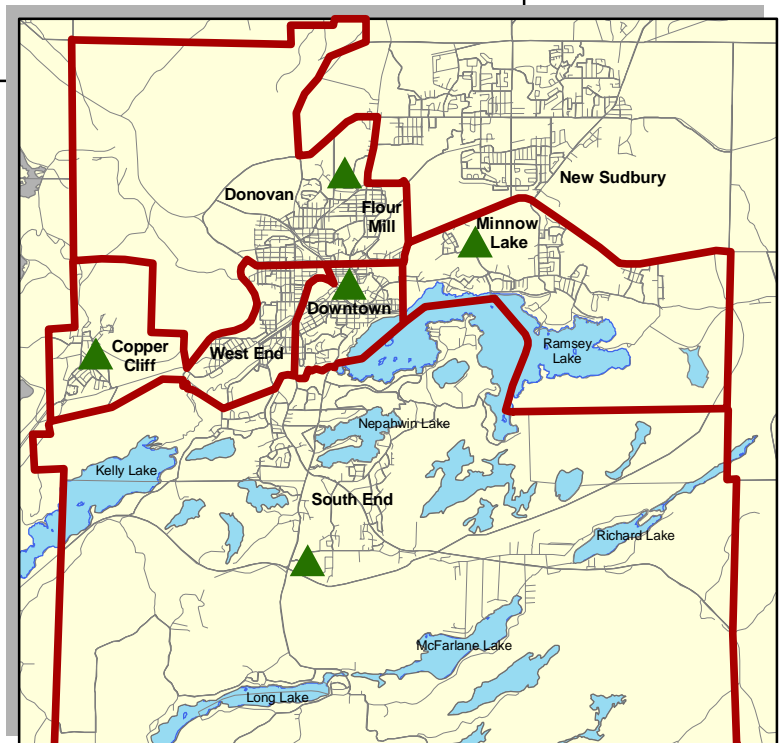 New Sudbury
Donovan
Flour
Mill
Minnow
Lake
Downtown
Copper
Cliff
West End
Ramsey
Lake
Nepahwin Lake
Kelly Lake
South End
Richard Lake
McFarlane Lake
Long Lake